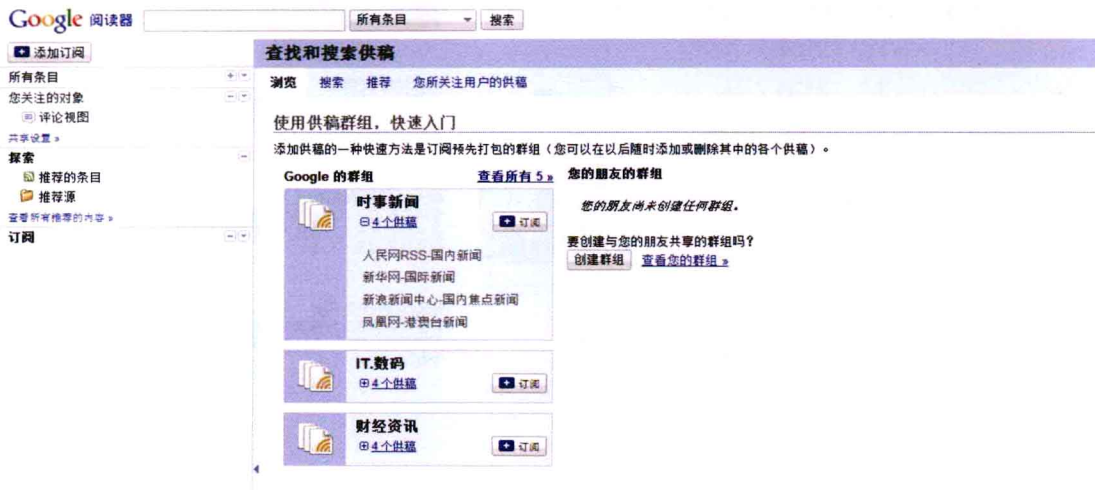 Google 阅读器 所有条目 搜索
添加订阅
所有条目
您关注的对象
评论视图
共享设置 »
探索
推荐的条目
推荐源
查看所有推荐的内容 »
订阅
查找和搜索供稿
浏览 搜索 推荐 您所关注用户的供稿
使用供稿群组，快速入门
添加供稿的一种快速方法是订阅预先打包的群组（您可以在以后随时添加或删除其中的各个供稿）。
Google 的群组 查看所有 5 »
时事新闻
4 个供稿 订阅
人民网RSS-国内新闻
新华网-国际新闻
新浪新闻中心-国内焦点新闻
凤凰网-港澳台新闻
IT.数码
4 个供稿 订阅
财经资讯
4 个供稿 订阅
您的朋友的群组
您的朋友尚未创建任何群组。
要创建与您的朋友共享的群组吗？
创建群组 查看您的群组 »